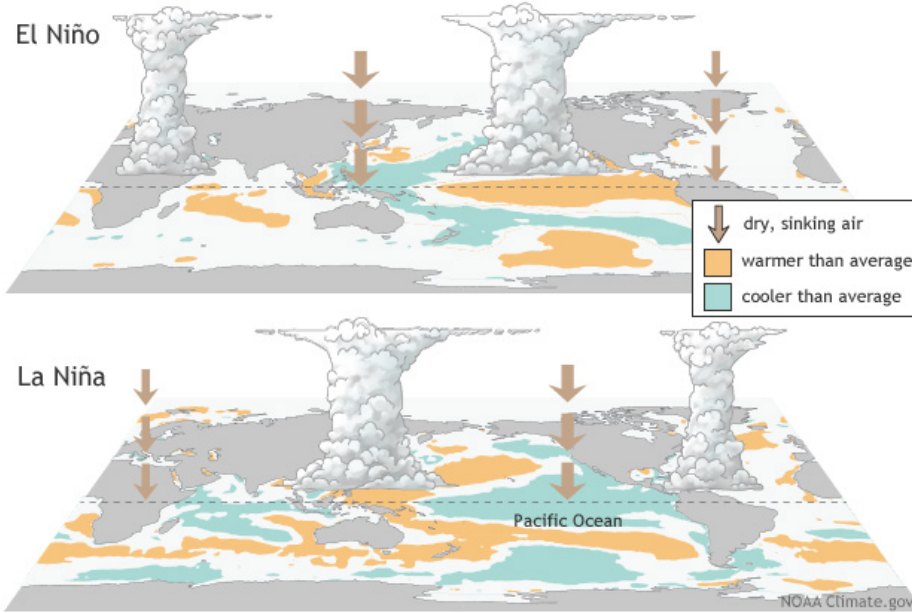 El Niño
dry, sinking air
warmer than average
cooler than average
La Niña
Pacific Ocean
NOAA Climate.gov